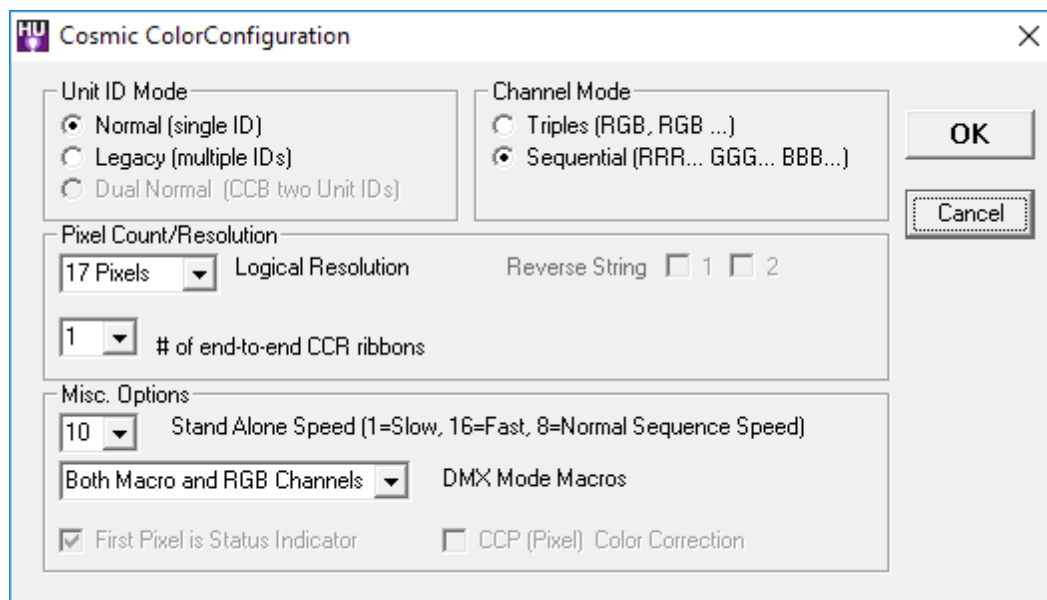 HU
Cosmic ColorConfiguration
Unit ID Mode
Normal (single ID)
Legacy (multiple IDs)
Dual Normal (CCB two Unit IDs)
Channel Mode
Triples (RGB, RGB ...)
Sequential (RRR... GGG... BBB...)
OK
Cancel
Pixel Count/Resolution
17 Pixels Logical Resolution Reverse String 1 2
1 # of end-to-end CCR ribbons
Misc. Options
10 Stand Alone Speed (1=Slow, 16=Fast, 8=Normal Sequence Speed)
Both Macro and RGB Channels DMX Mode Macros
First Pixel is Status Indicator CCP (Pixel) Color Correction